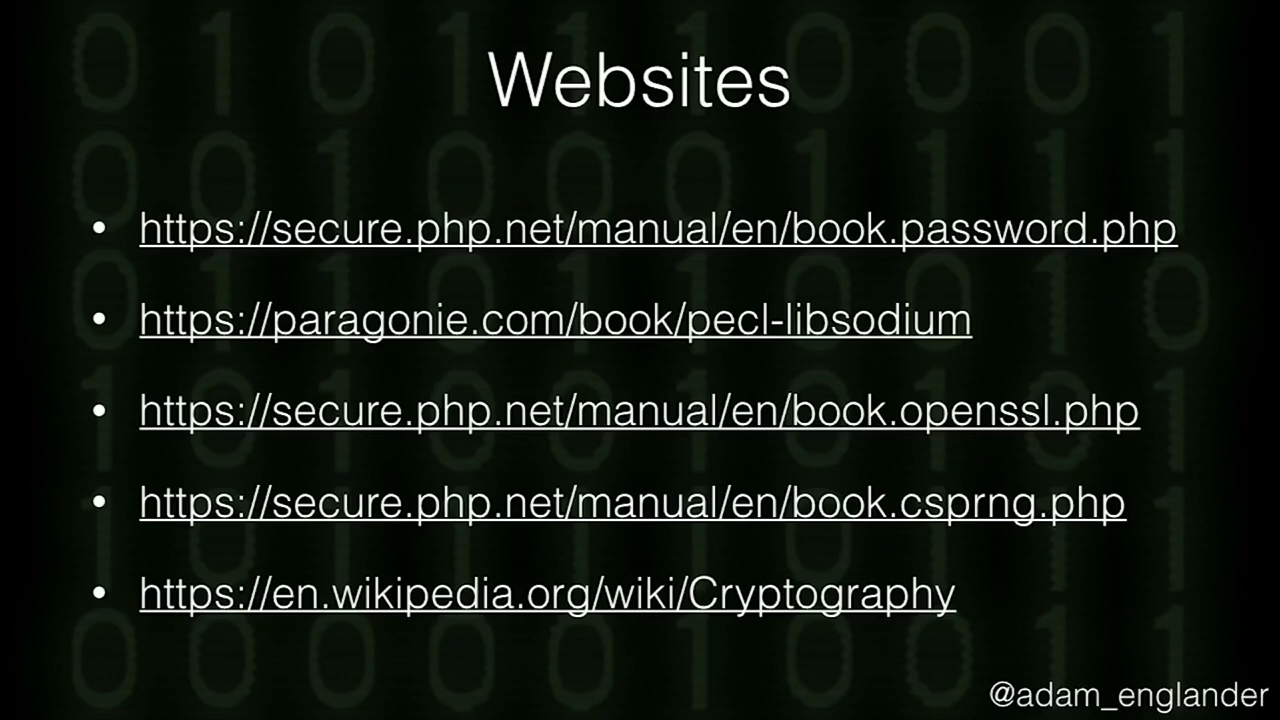 Websites
• https://secure.php.net/manual/en/book.password.php
• https://paragonie.com/book/pecl-libsodium
• https://secure.php.net/manual/en/book.openssl.php
• https://secure.php.net/manual/en/book.csprng.php
• https://en.wikipedia.org/wiki/Cryptography
@adam_englander